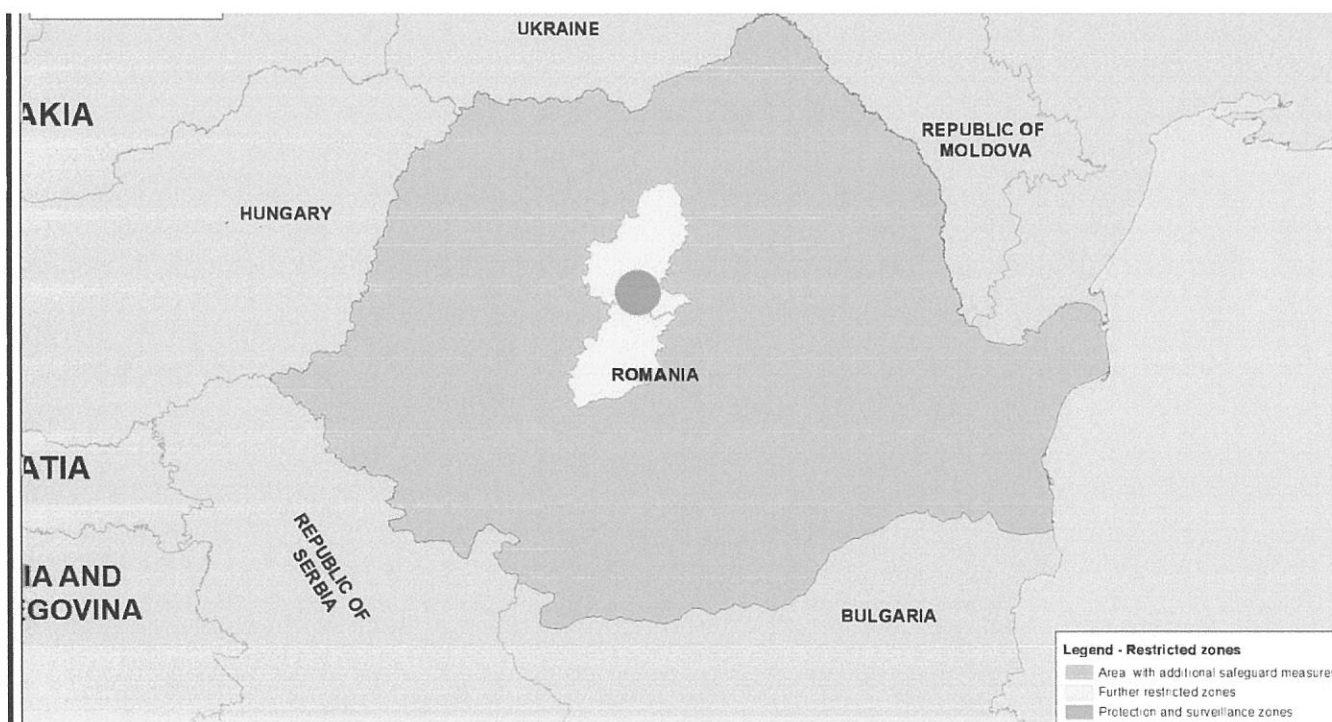 UKRAINE
AKIA
REPUBLIC OF
MOLDOVA
HUNGARY
ROMANIA
ATIA
REPUBLIC OF
SERBIA
IA AND
EGOVINA
BULGARIA
Legend - Restricted zones
Area with additional safeguard measures
Further restricted zones
Protection and surveillance zones